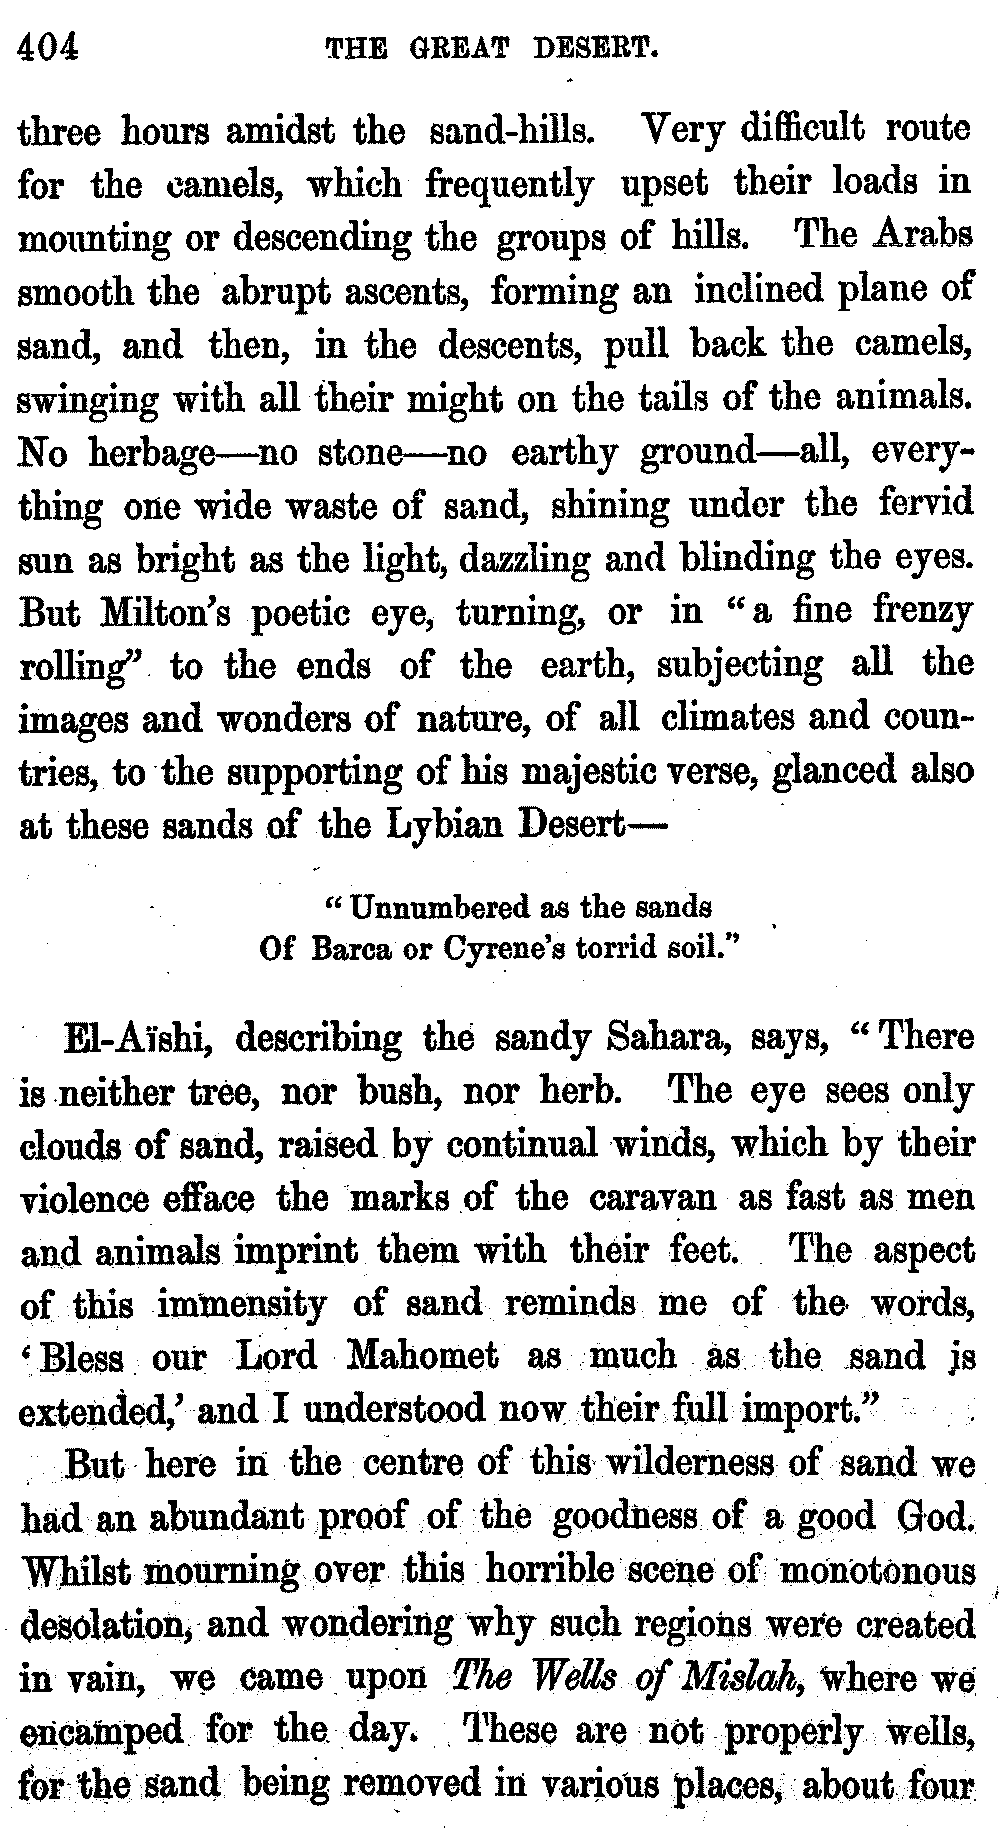 404 THE GREAT DESERT.
three hours amidst the sand-hills. Very difficult route
for the camels, which frequently upset their loads in
mounting or descending the groups of hills. The Arabs
smooth the abrupt ascents, forming an inclined plane of
sand, and then, in the descents, pull back the camels,
swinging with all their might on the tails of the animals.
No herbage—no stone—no earthy ground—all, every-
thing one wide waste of sand, shining under the fervid
sun as bright as the light, dazzling and blinding the eyes.
But Milton's poetic eye, turning, or in "a fine frenzy
rolling" to the ends of the earth, subjecting all the
images and wonders of nature, of all climates and coun-
tries, to the supporting of his majestic verse, glanced also
at these sands of the Lybian Desert—
"Unnumbered as the sands
Of Barca or Cyrene's torrid soil."
El-Aïshi, describing the sandy Sahara, says, "There
is neither tree, nor bush, nor herb. The eye sees only
clouds of sand, raised by continual winds, which by their
violence efface the marks of the caravan as fast as men
and animals imprint them with their feet. The aspect
of this immensity of sand reminds me of the words,
'Bless our Lord Mahomet as much as the sand is
extended,' and I understood now their full import."
But here in the centre of this wilderness of sand we
had an abundant proof of the goodness of a good God.
Whilst mourning over this horrible scene of monotonous
desolation, and wondering why such regions were created
in vain, we came upon The Wells of Mislah, where we
encamped for the day. These are not properly wells,
for the sand being removed in various places, about four